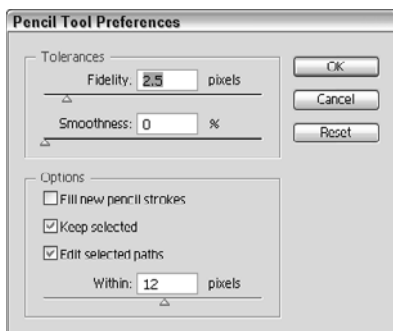 Pencil Tool Preferences
Tolerances
Fidelity: 2.5 pixels
Smoothness: 0 %
OK
Cancel
Reset
Options
Fill new pencil strokes
Keep selected
Edit selected paths
Within: 12 pixels